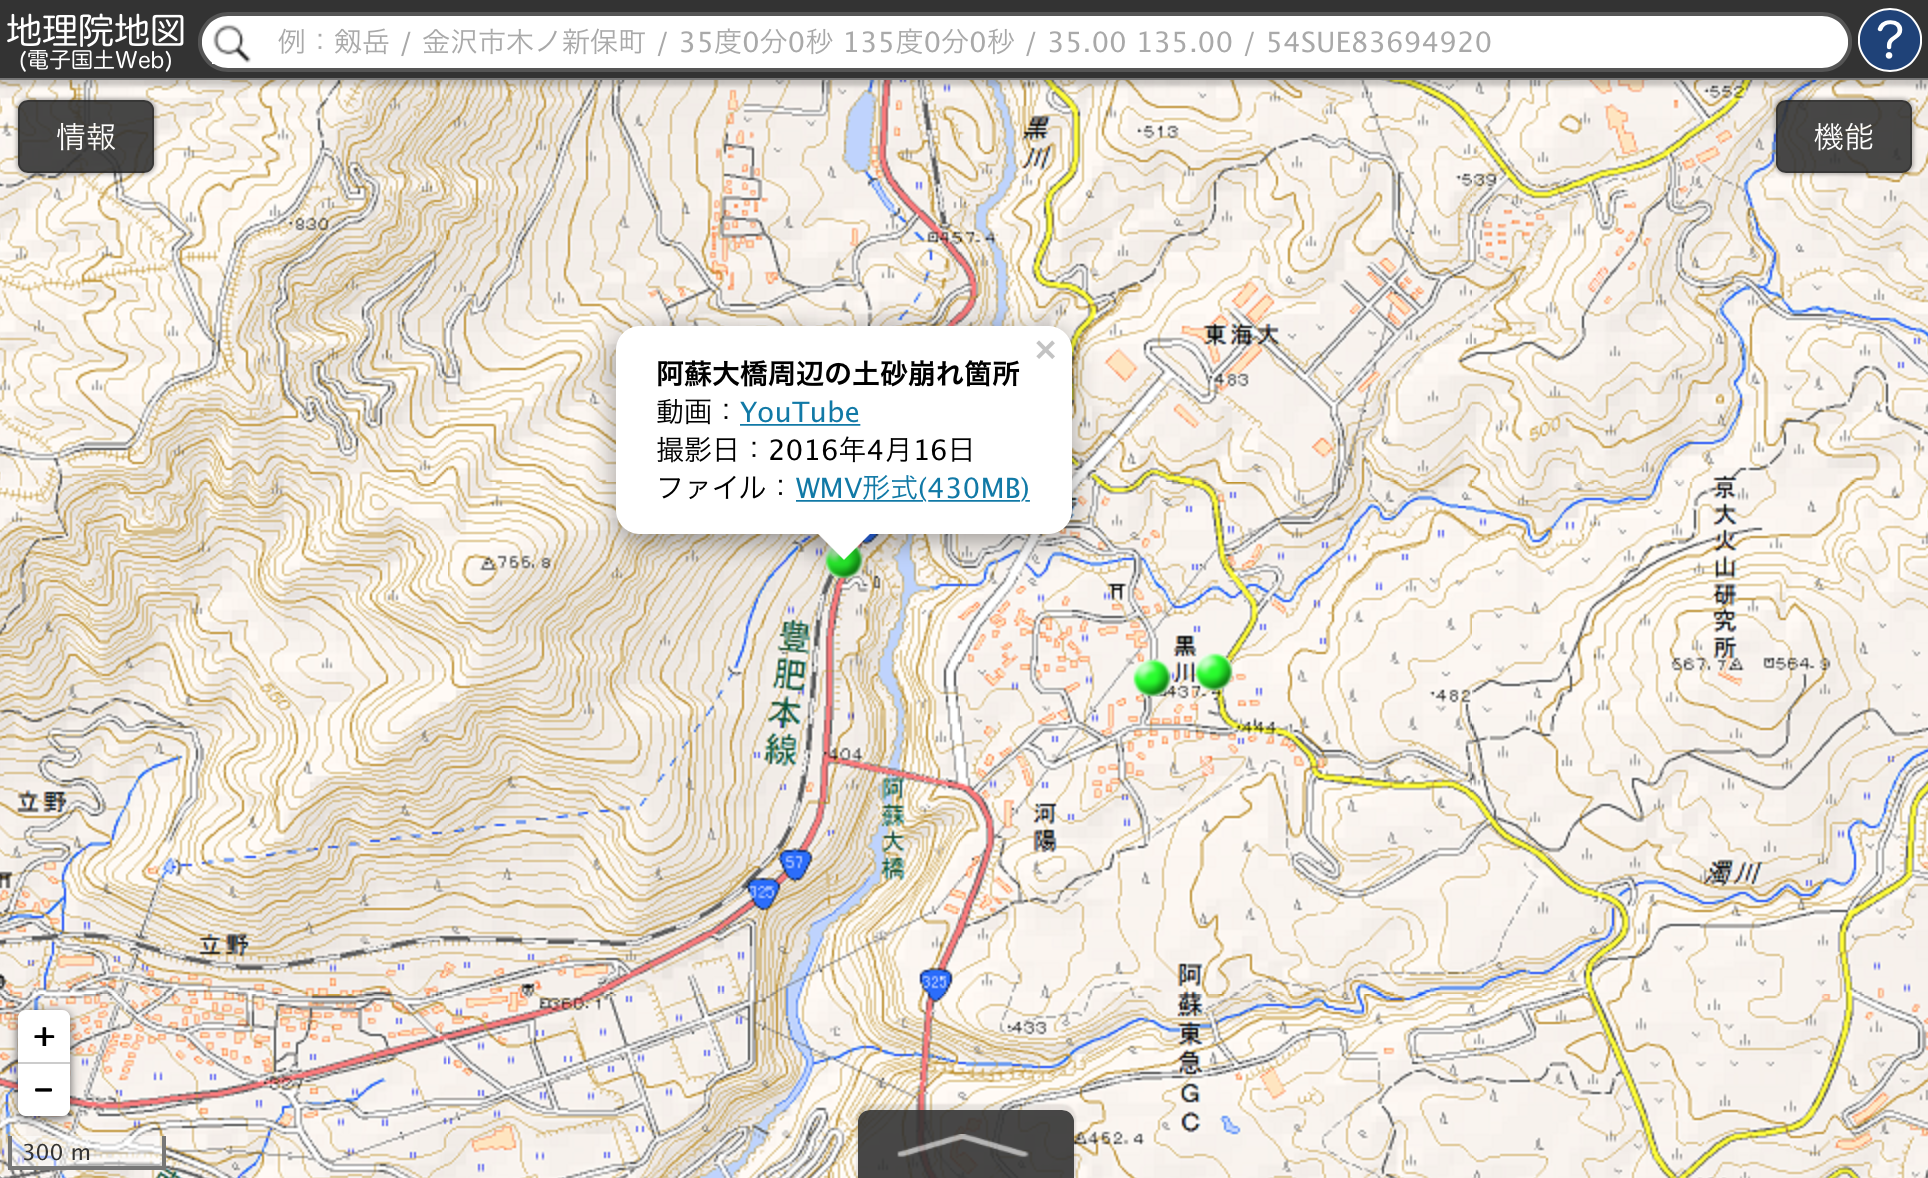 地理院地図
(電子国土Web)
例：剱岳 / 金沢市木ノ新保町 / 35度0分0秒 135度0分0秒 / 35.00 135.00 / 54SUE83694920
?
情報
機能
黒川
552
513
539
830
457.4
東海大
483
500
阿蘇大橋周辺の土砂崩れ箇所
×
動画：YouTube
撮影日：2016年4月16日
ファイル：WMV形式(430MB)
755.8
京大火山研究所
567.7
564.9
豊肥本線
黒川
437.4
482
444
404
阿蘇大橋
河陽
立野
57
325
濁川
立野
325
阿蘇東急GC
360.1
433
+
−
452.4
300 m